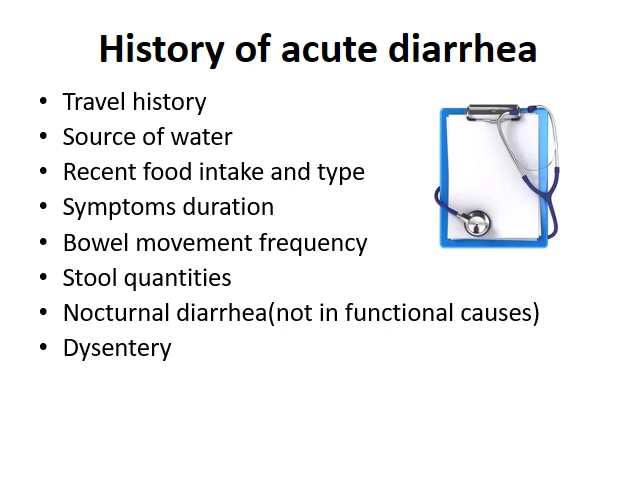 History of acute diarrhea
• Travel history
• Source of water
• Recent food intake and type
• Symptoms duration
• Bowel movement frequency
• Stool quantities
• Nocturnal diarrhea(not in functional causes)
• Dysentery